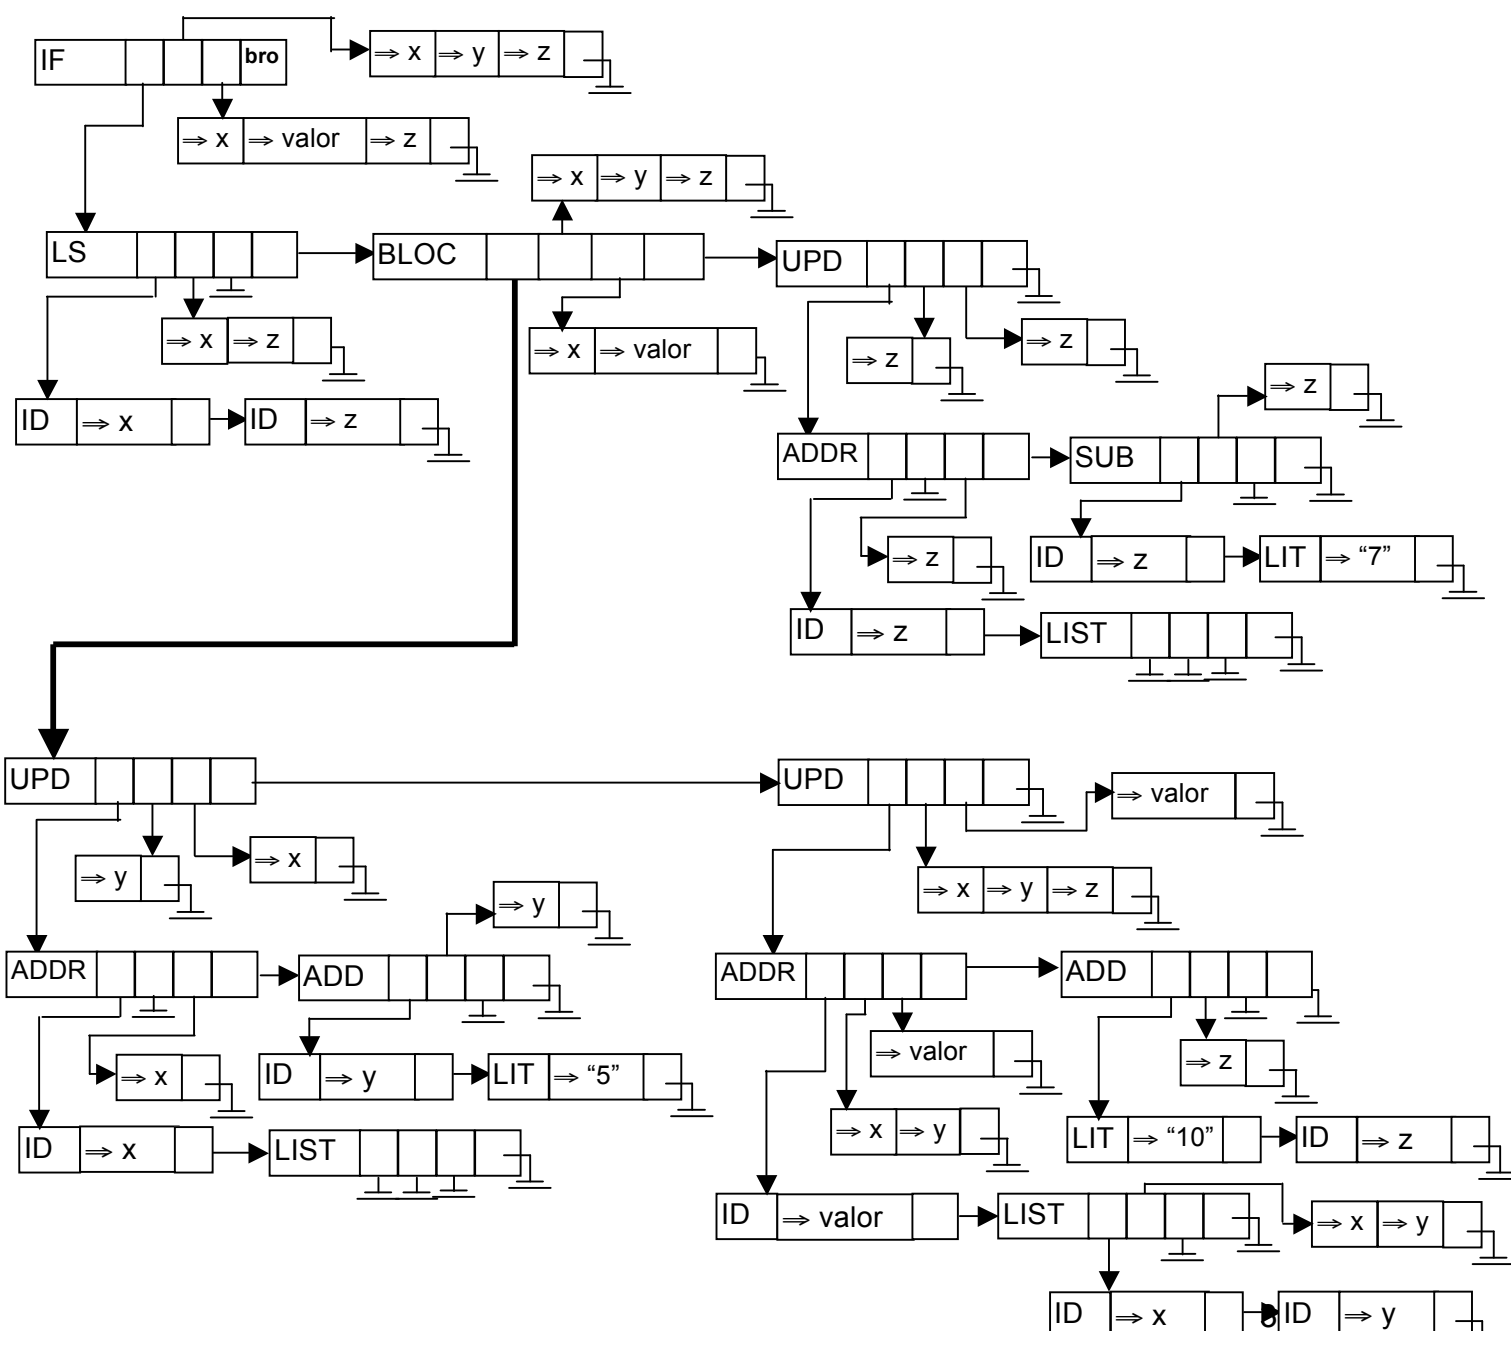 IF bro ⇒ x ⇒ y ⇒ z
⇒ x ⇒ valor ⇒ z
⇒ x ⇒ y ⇒ z
LS BLOC UPD
⇒ x ⇒ z ⇒ x ⇒ valor ⇒ z ⇒ z
⇒ z
ID ⇒ x ID ⇒ z
ADDR SUB
⇒ z ID ⇒ z LIT ⇒ “7”
ID ⇒ z LIST
UPD UPD ⇒ valor
⇒ y ⇒ x ⇒ x ⇒ y ⇒ z
⇒ y
ADDR ADD ADDR ADD
⇒ x ID ⇒ y LIT ⇒ “5” ⇒ valor ⇒ z
ID ⇒ x LIST ⇒ x ⇒ y LIT ⇒ “10” ID ⇒ z
ID ⇒ valor LIST ⇒ x ⇒ y
ID ⇒ x ID ⇒ y